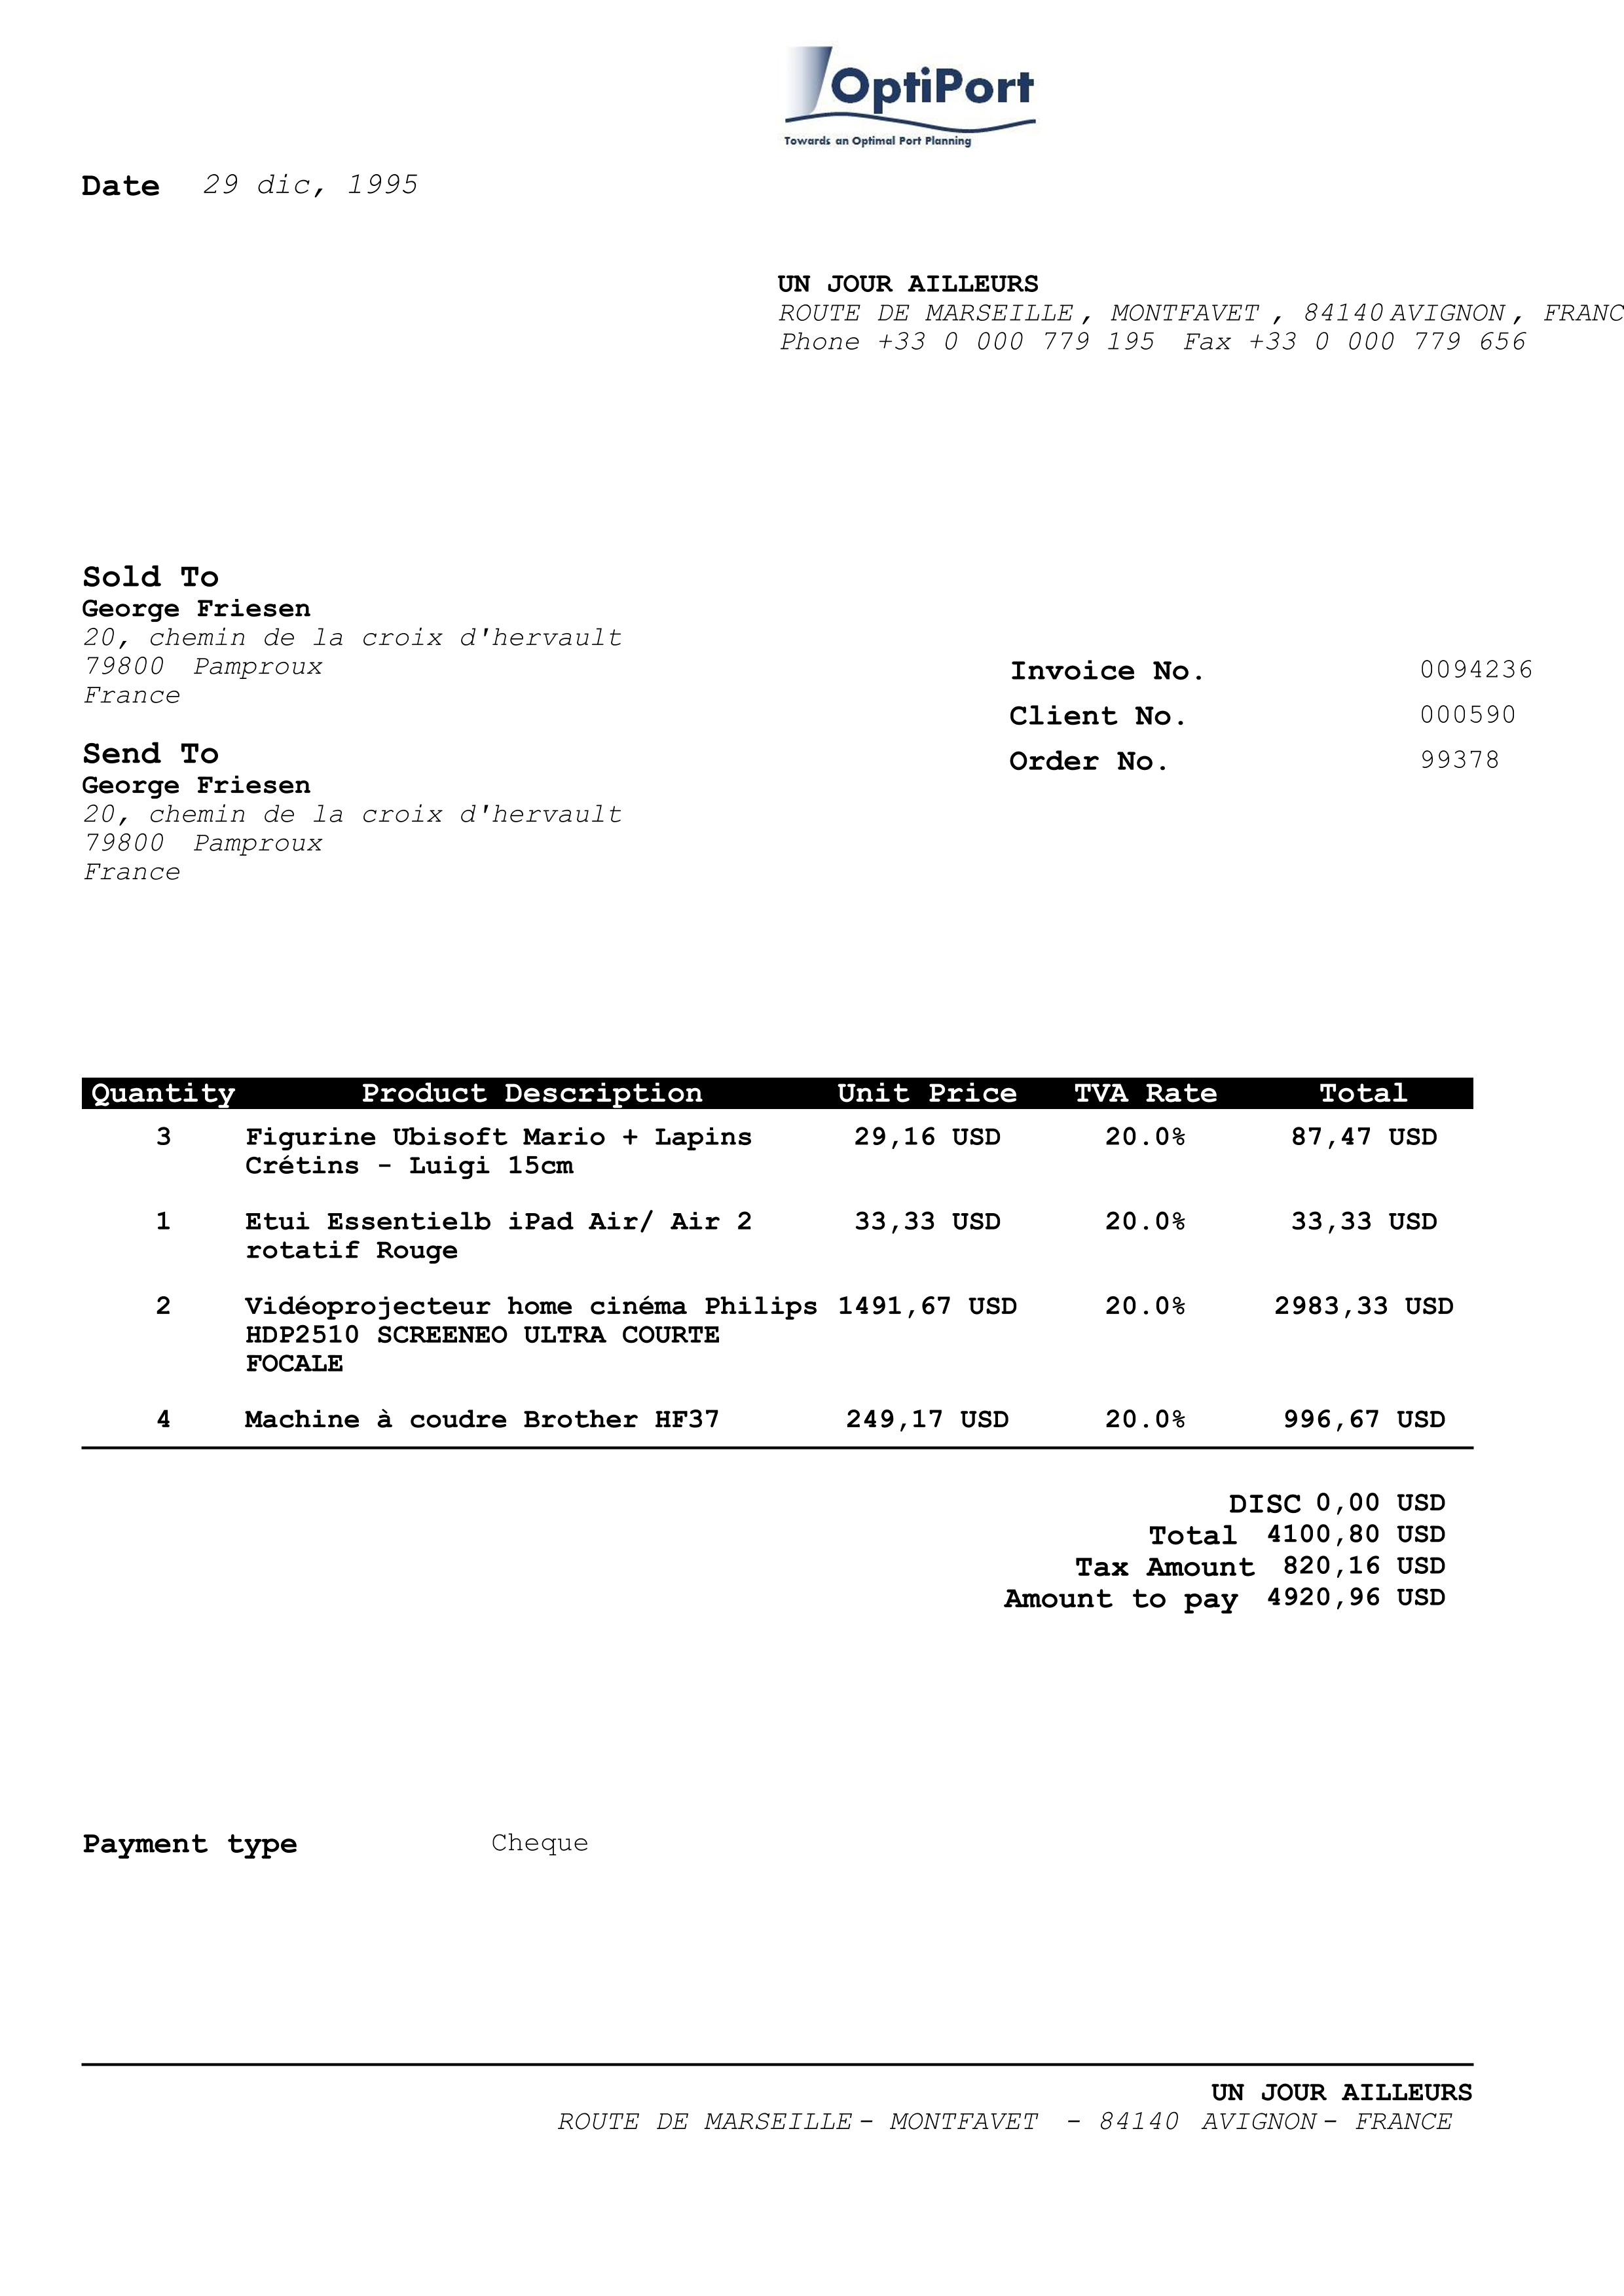 OptiPort
Towards an Optimal Port Planning
Date 29 dic, 1995
UN JOUR AILLEURS
ROUTE DE MARSEILLE , MONTFAVET , 84140 AVIGNON , FRANC
Phone +33 0 000 779 195 Fax +33 0 000 779 656
Sold To
George Friesen
20, chemin de la croix d'hervault
79800 Pamproux
France
Invoice No. 0094236
Client No. 000590
Order No. 99378
Send To
George Friesen
20, chemin de la croix d'hervault
79800 Pamproux
France
Quantity Product Description Unit Price TVA Rate Total
3 Figurine Ubisoft Mario + Lapins 29,16 USD 20.0% 87,47 USD
Crétins - Luigi 15cm
1 Etui Essentielb iPad Air/ Air 2 33,33 USD 20.0% 33,33 USD
rotatif Rouge
2 Vidéoprojecteur home cinéma Philips 1491,67 USD 20.0% 2983,33 USD
HDP2510 SCREENEO ULTRA COURTE
FOCALE
4 Machine à coudre Brother HF37 249,17 USD 20.0% 996,67 USD
DISC 0,00 USD
Total 4100,80 USD
Tax Amount 820,16 USD
Amount to pay 4920,96 USD
Payment type Cheque
UN JOUR AILLEURS
ROUTE DE MARSEILLE - MONTFAVET - 84140 AVIGNON - FRANCE